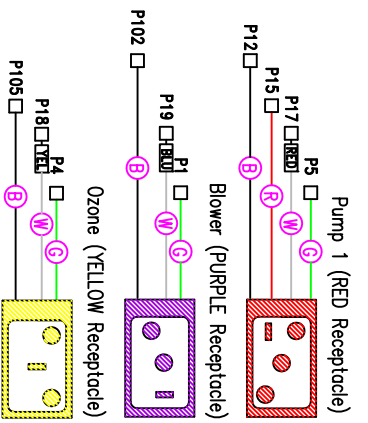 Pump 1 (RED Receptacle)
P5
G
P17
RED
W
P15
R
P12
B
Blower (PURPLE Receptacle)
P1
G
P19
BLU
W
P102
B
Ozone (YELLOW Receptacle)
P4
G
P18
YEL
W
P105
B